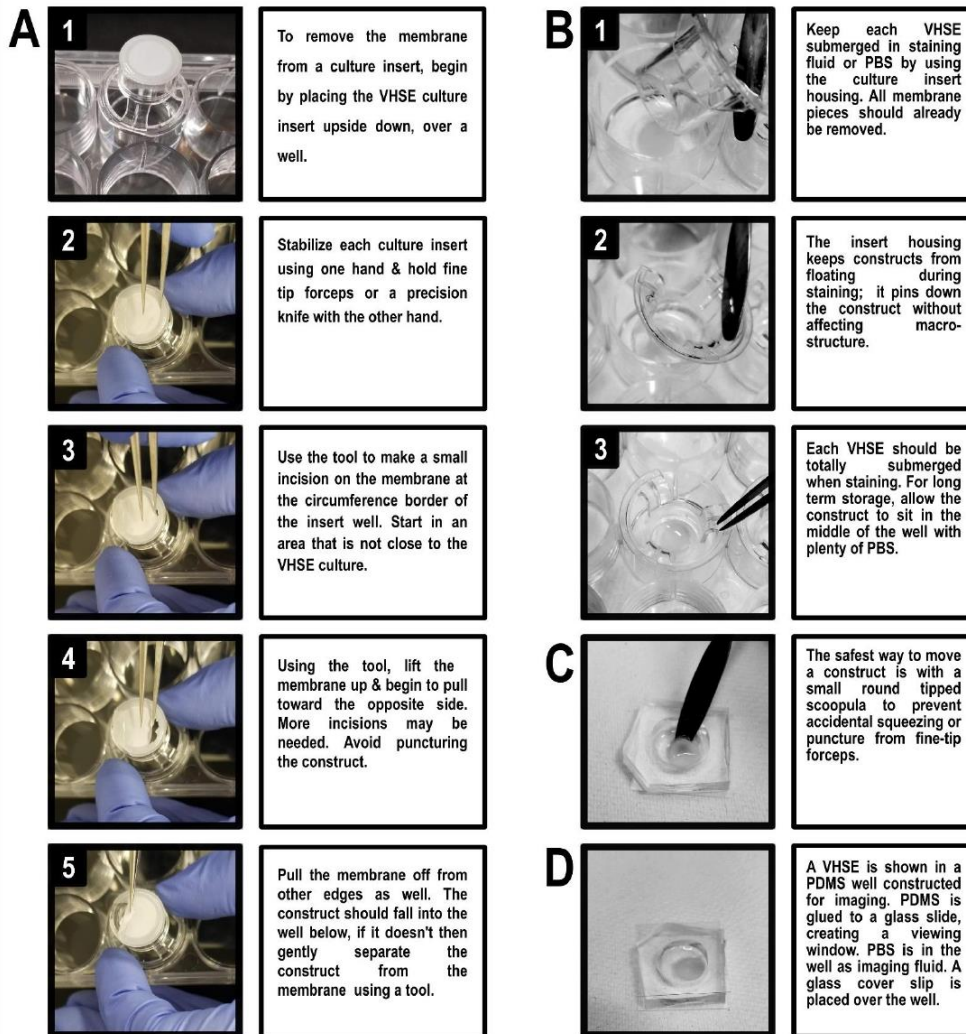 A
1
To remove the membrane
from a culture insert, begin
by placing the VHSE culture
insert upside down, over a
well.
2
Stabilize each culture insert
using one hand & hold fine
tip forceps or a precision
knife with the other hand.
3
Use the tool to make a small
incision on the membrane at
the circumference border of
the insert well. Start in an
area that is not close to the
VHSE culture.
4
Using the tool, lift the
membrane up & begin to pull
toward the opposite side.
More incisions may be
needed. Avoid puncturing
the construct.
5
Pull the membrane off from
other edges as well. The
construct should fall into the
well below, if it doesn't then
gently separate the
construct from the
membrane using a tool.
B
1
Keep each VHSE
submerged in staining
fluid or PBS by using
the culture insert
housing. All membrane
pieces should already
be removed.
2
The insert housing
keeps constructs from
floating during
staining; it pins down
the construct without
affecting macro-
structure.
3
Each VHSE should be
totally submerged
when staining. For long
term storage, allow the
construct to sit in the
middle of the well with
plenty of PBS.
C
The safest way to move
a construct is with a
small round tipped
scoopula to prevent
accidental squeezing or
puncture from fine-tip
forceps.
D
A VHSE is shown in a
PDMS well constructed
for imaging. PDMS is
glued to a glass slide,
creating a viewing
window. PBS is in the
well as imaging fluid. A
glass cover slip is
placed over the well.